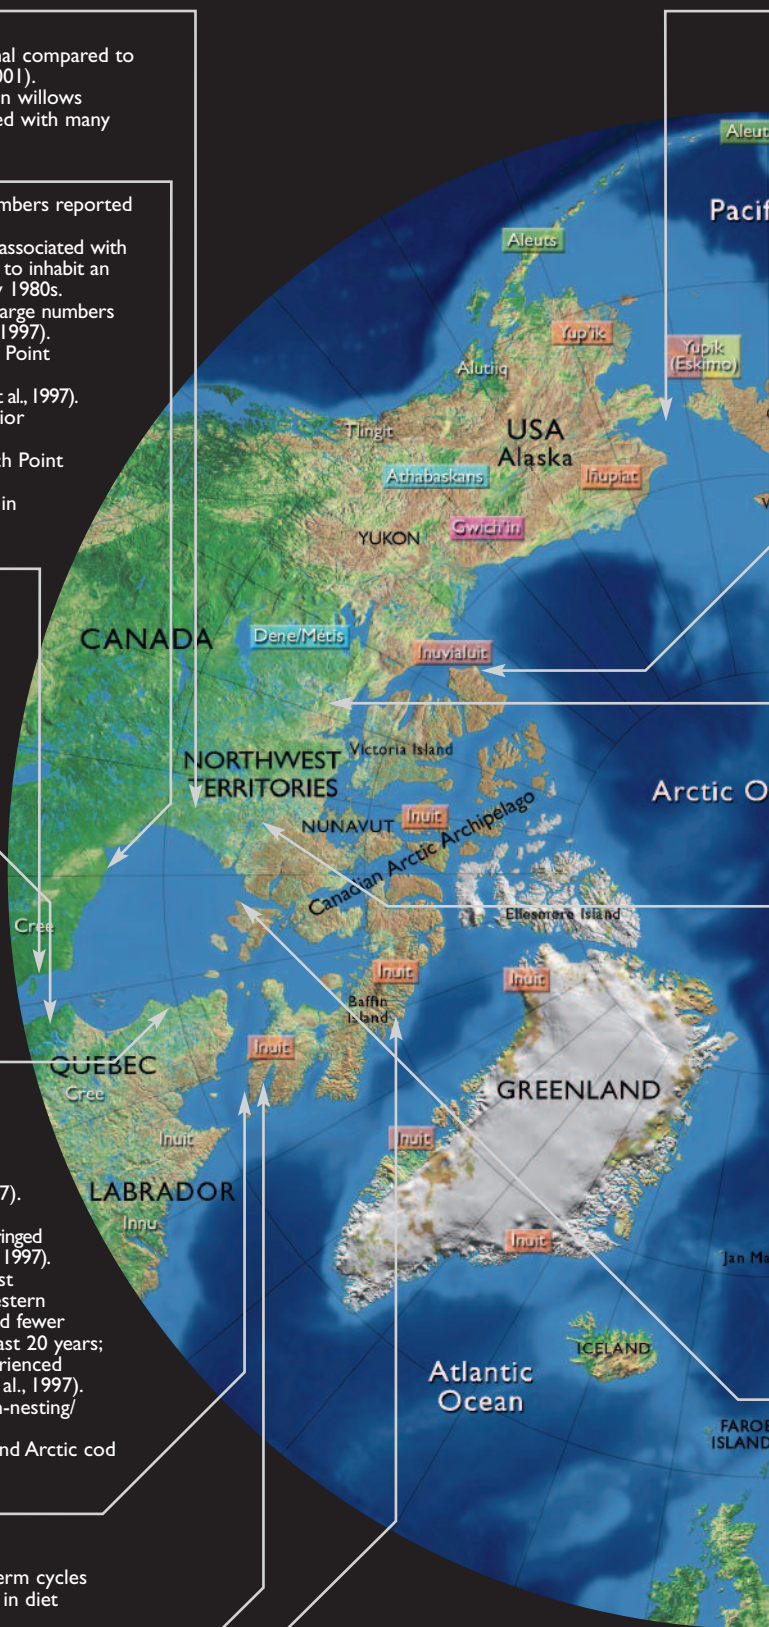 al compared to
001).
n willows
ed with many
mbers reported
associated with
to inhabit an
y 1980s.
arge numbers
1997).
Point
t al., 1997).
ior
ch Point
in
7).
inged
1997).
st
estern
d fewer
ast 20 years;
rienced
al., 1997).
n-nesting/
nd Arctic cod
erm cycles
in diet
Aleut
Pacif
Aleuts
Yup'ik
Yupik
(Eskimo)
Alutiiq
Tlingit
USA
Alaska
Athabaskans
Iñupiat
Gwich'in
YUKON
CANADA
Dene/Métis
Inuvialuit
Victoria Island
NORTHWEST
TERRITORIES
Arctic O
NUNAVUT
Inuit
Canadian Arctic Archipelago
Ellesmere Island
Cree
Inuit
Inuit
Baffin
Island
Inuit
QUEBEC
Cree
GREENLAND
Inuit
Inuit
LABRADOR
Innu
Inuit
Jan Ma
ICELAND
Atlantic
Ocean
FAROE
ISLAND